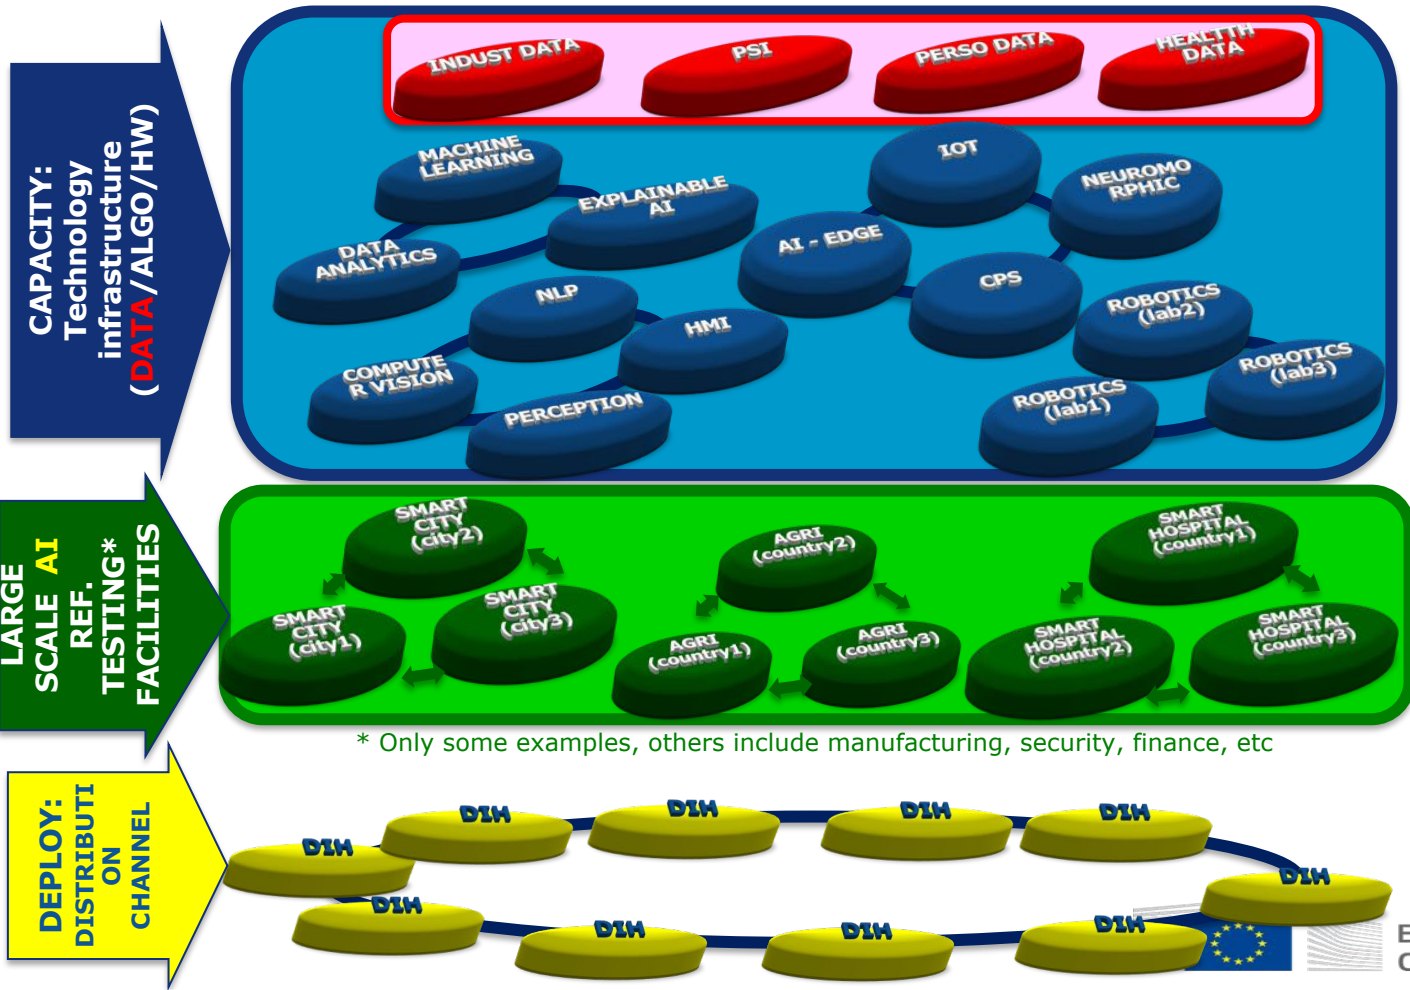 CAPACITY:
Technology
infrastructure
(DATA/ALGO/HW)
INDUST DATA
PSI
PERSO DATA
HEALTTH
DATA
MACHINE
LEARNING
EXPLAINABLE
AI
DATA
ANALYTICS
IOT
NEUROMO
RPHIC
AI - EDGE
CPS
NLP
HMI
COMPUTE
R VISION
PERCEPTION
ROBOTICS
(lab2)
ROBOTICS
(lab3)
ROBOTICS
(lab1)
LARGE
SCALE AI
REF.
TESTING*
FACILITIES
SMART
CITY
(city2)
SMART
CITY
(city1)
SMART
CITY
(city3)
AGRI
(country2)
AGRI
(country1)
AGRI
(country3)
SMART
HOSPITAL
(country1)
SMART
HOSPITAL
(country2)
SMART
HOSPITAL
(country3)
* Only some examples, others include manufacturing, security, finance, etc
DEPLOY:
DISTRIBUTI
ON
CHANNEL
DIH
DIH
DIH
DIH
DIH
DIH
DIH
DIH
DIH
DIH